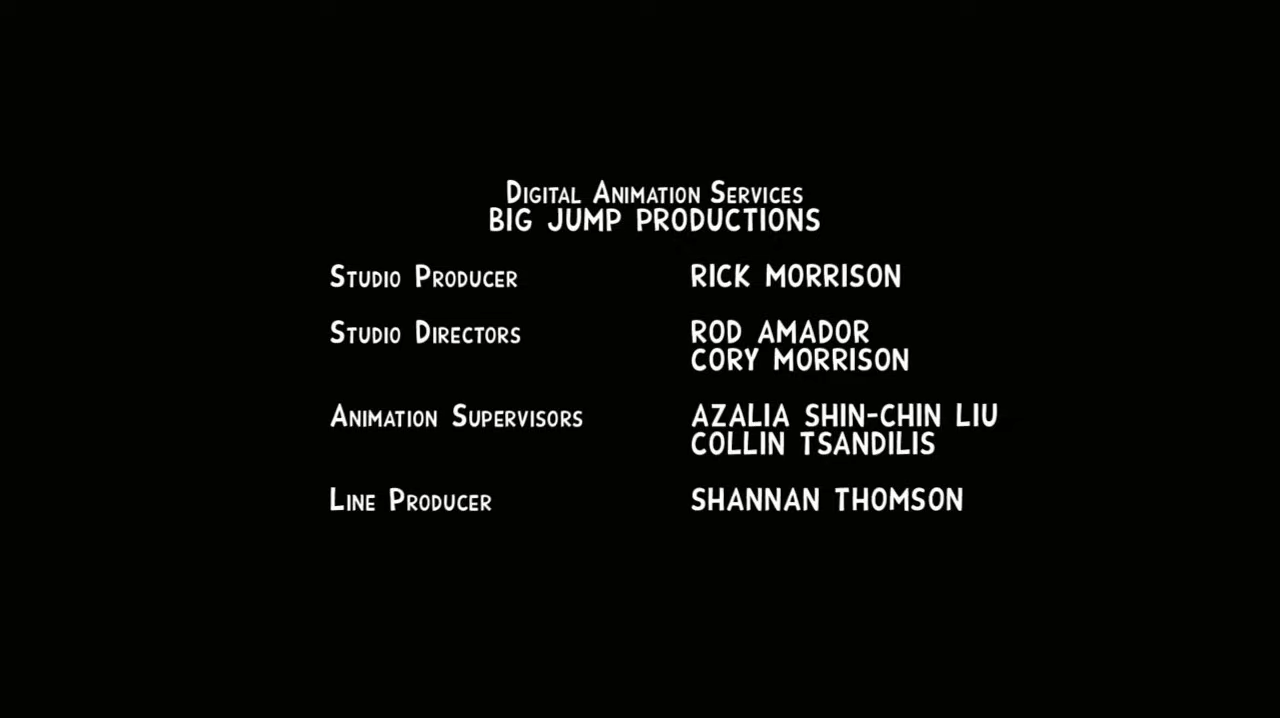 Digital Animation Services
BIG JUMP PRODUCTIONS
Studio Producer RICK MORRISON
Studio Directors ROD AMADOR
CORY MORRISON
Animation Supervisors AZALIA SHIN-CHIN LIU
COLLIN TSANDILIS
Line Producer SHANNAN THOMSON